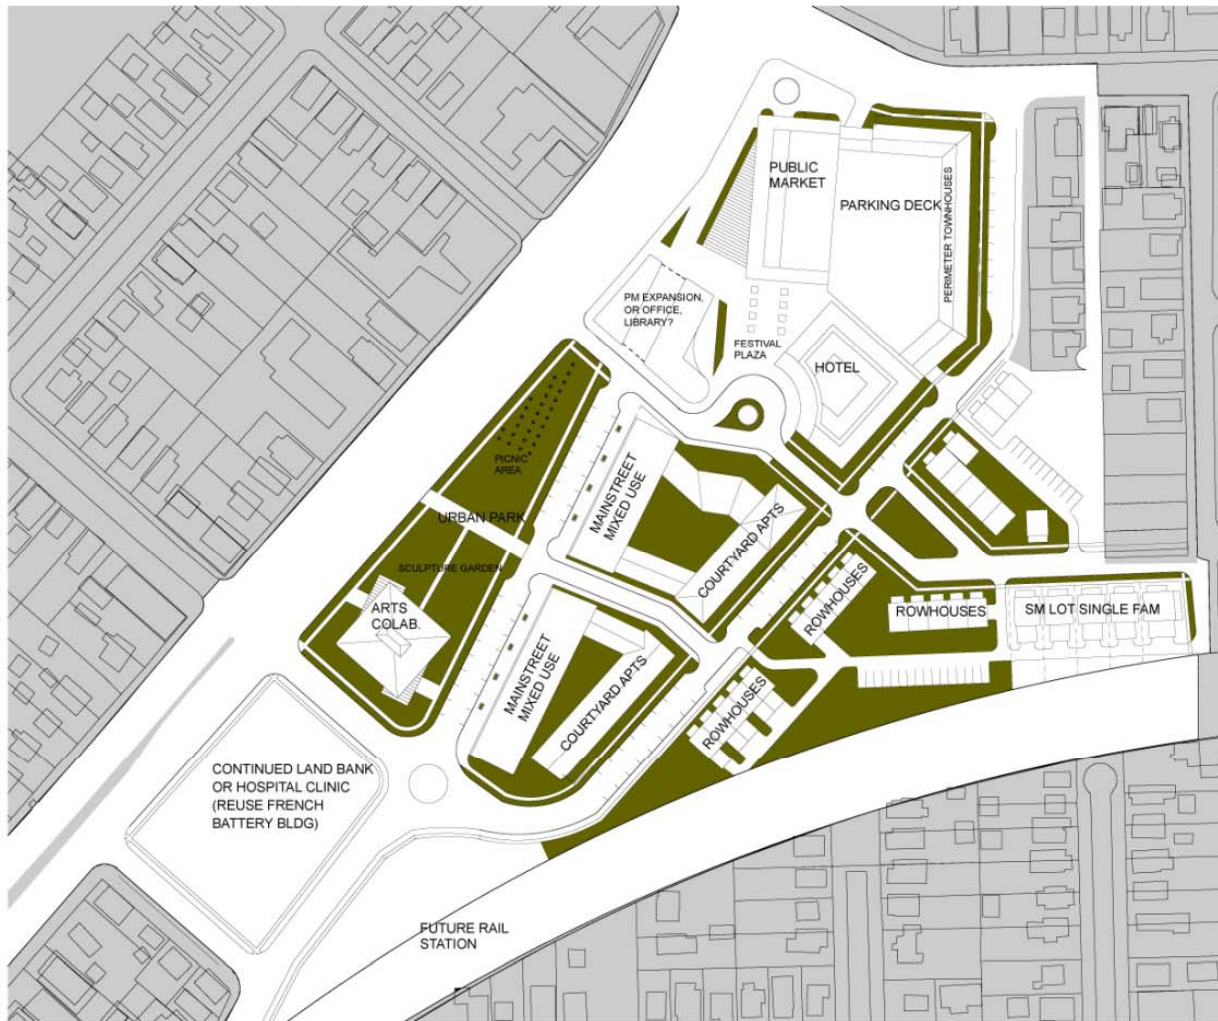 PUBLIC
MARKET
PARKING DECK
PERIMETER TOWNHOUSES
PM EXPANSION,
OR OFFICE,
LIBRARY?
FESTIVAL
PLAZA
HOTEL
PICNIC
AREA
URBAN PARK
SCULPTURE GARDEN
ARTS
COLAB.
MAINSTREET
MIXED USE
COURTYARD APTS
MAINSTREET
MIXED USE
COURTYARD APTS
ROWHOUSES
ROWHOUSES
SM LOT SINGLE FAM
ROWHOUSES
CONTINUED LAND BANK
OR HOSPITAL CLINIC
(REUSE FRENCH
BATTERY BLDG)
FUTURE RAIL
STATION